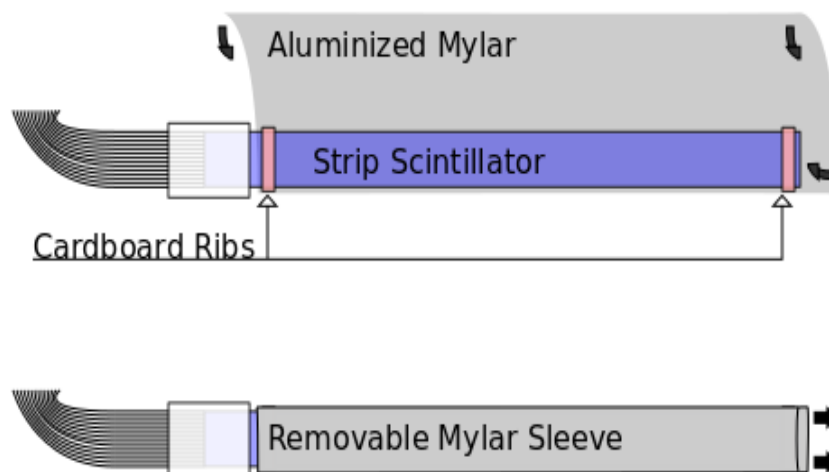 Aluminized Mylar
Strip Scintillator
Cardboard Ribs
Removable Mylar Sleeve